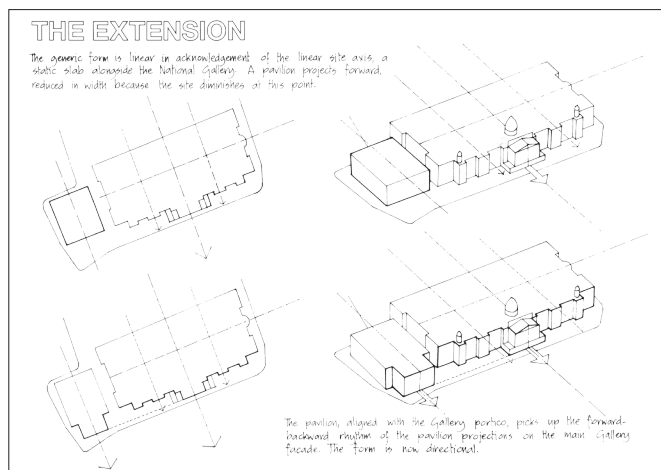 THE EXTENSION
The generic form is linear in acknowledgement of the linear site axis, a
static slab alongside the National Gallery. A pavilion projects forward,
reduced in width because the site diminishes at this point.
The pavilion, aligned with the Gallery portico, picks up the forward-
backward rhythm of the pavilion projections on the main Gallery
facade. The form is now directional.